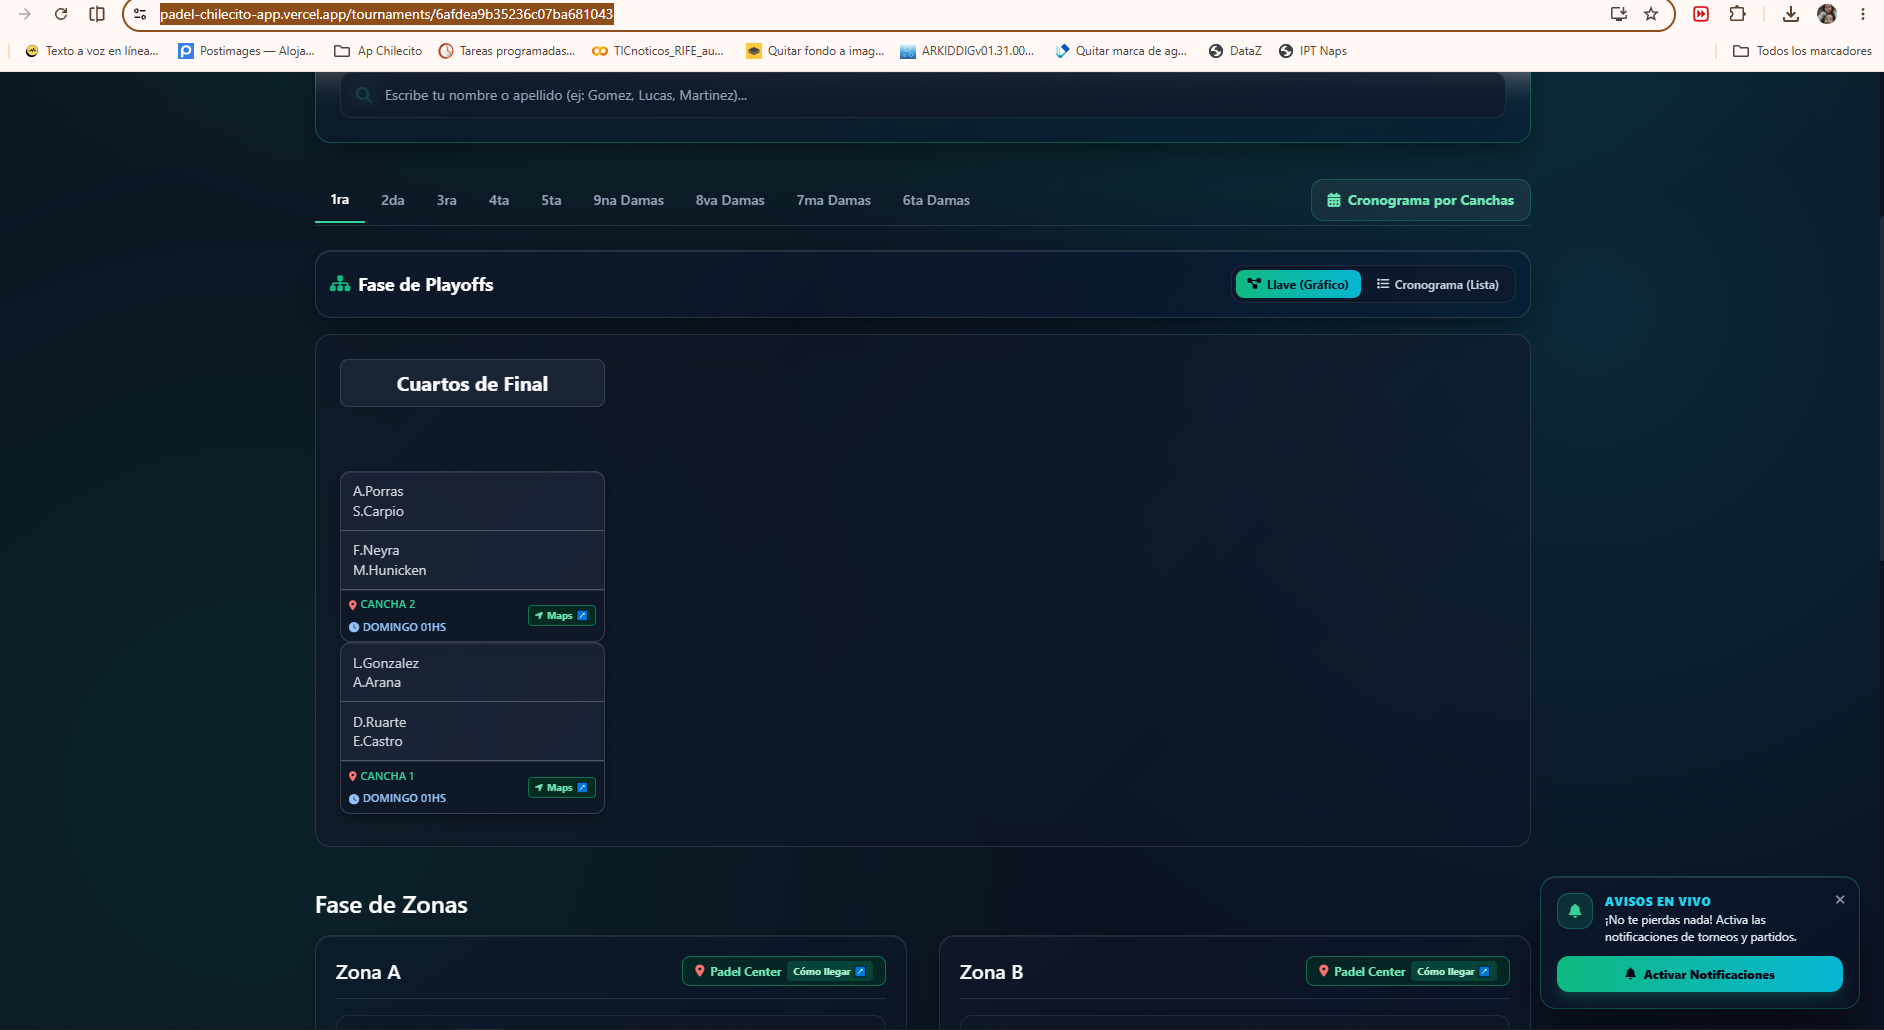 padel-chilecito-app.vercel.app/tournaments/6afdea9b35236c07ba681043
Texto a voz en línea...
Postimages — Aloja...
Ap Chilecito
Tareas programadas...
TICnoticos_RIFE_au...
Quitar fondo a imag...
ARKIDDIGv01.31.00...
Quitar marca de ag...
DataZ
IPT Naps
Todos los marcadores
Escribe tu nombre o apellido (ej: Gomez, Lucas, Martinez)...
1ra
2da
3ra
4ta
5ta
9na Damas
8va Damas
7ma Damas
6ta Damas
Cronograma por Canchas
Fase de Playoffs
Llave (Gráfico)
Cronograma (Lista)
Cuartos de Final
A.Porras
S.Carpio
F.Neyra
M.Hunicken
CANCHA 2
Maps
DOMINGO 01HS
L.Gonzalez
A.Arana
D.Ruarte
E.Castro
CANCHA 1
Maps
DOMINGO 01HS
Fase de Zonas
Zona A
Padel Center
Cómo llegar
Zona B
Padel Center
Cómo llegar
AVISOS EN VIVO
¡No te pierdas nada! Activa las
notificaciones de torneos y partidos.
Activar Notificaciones